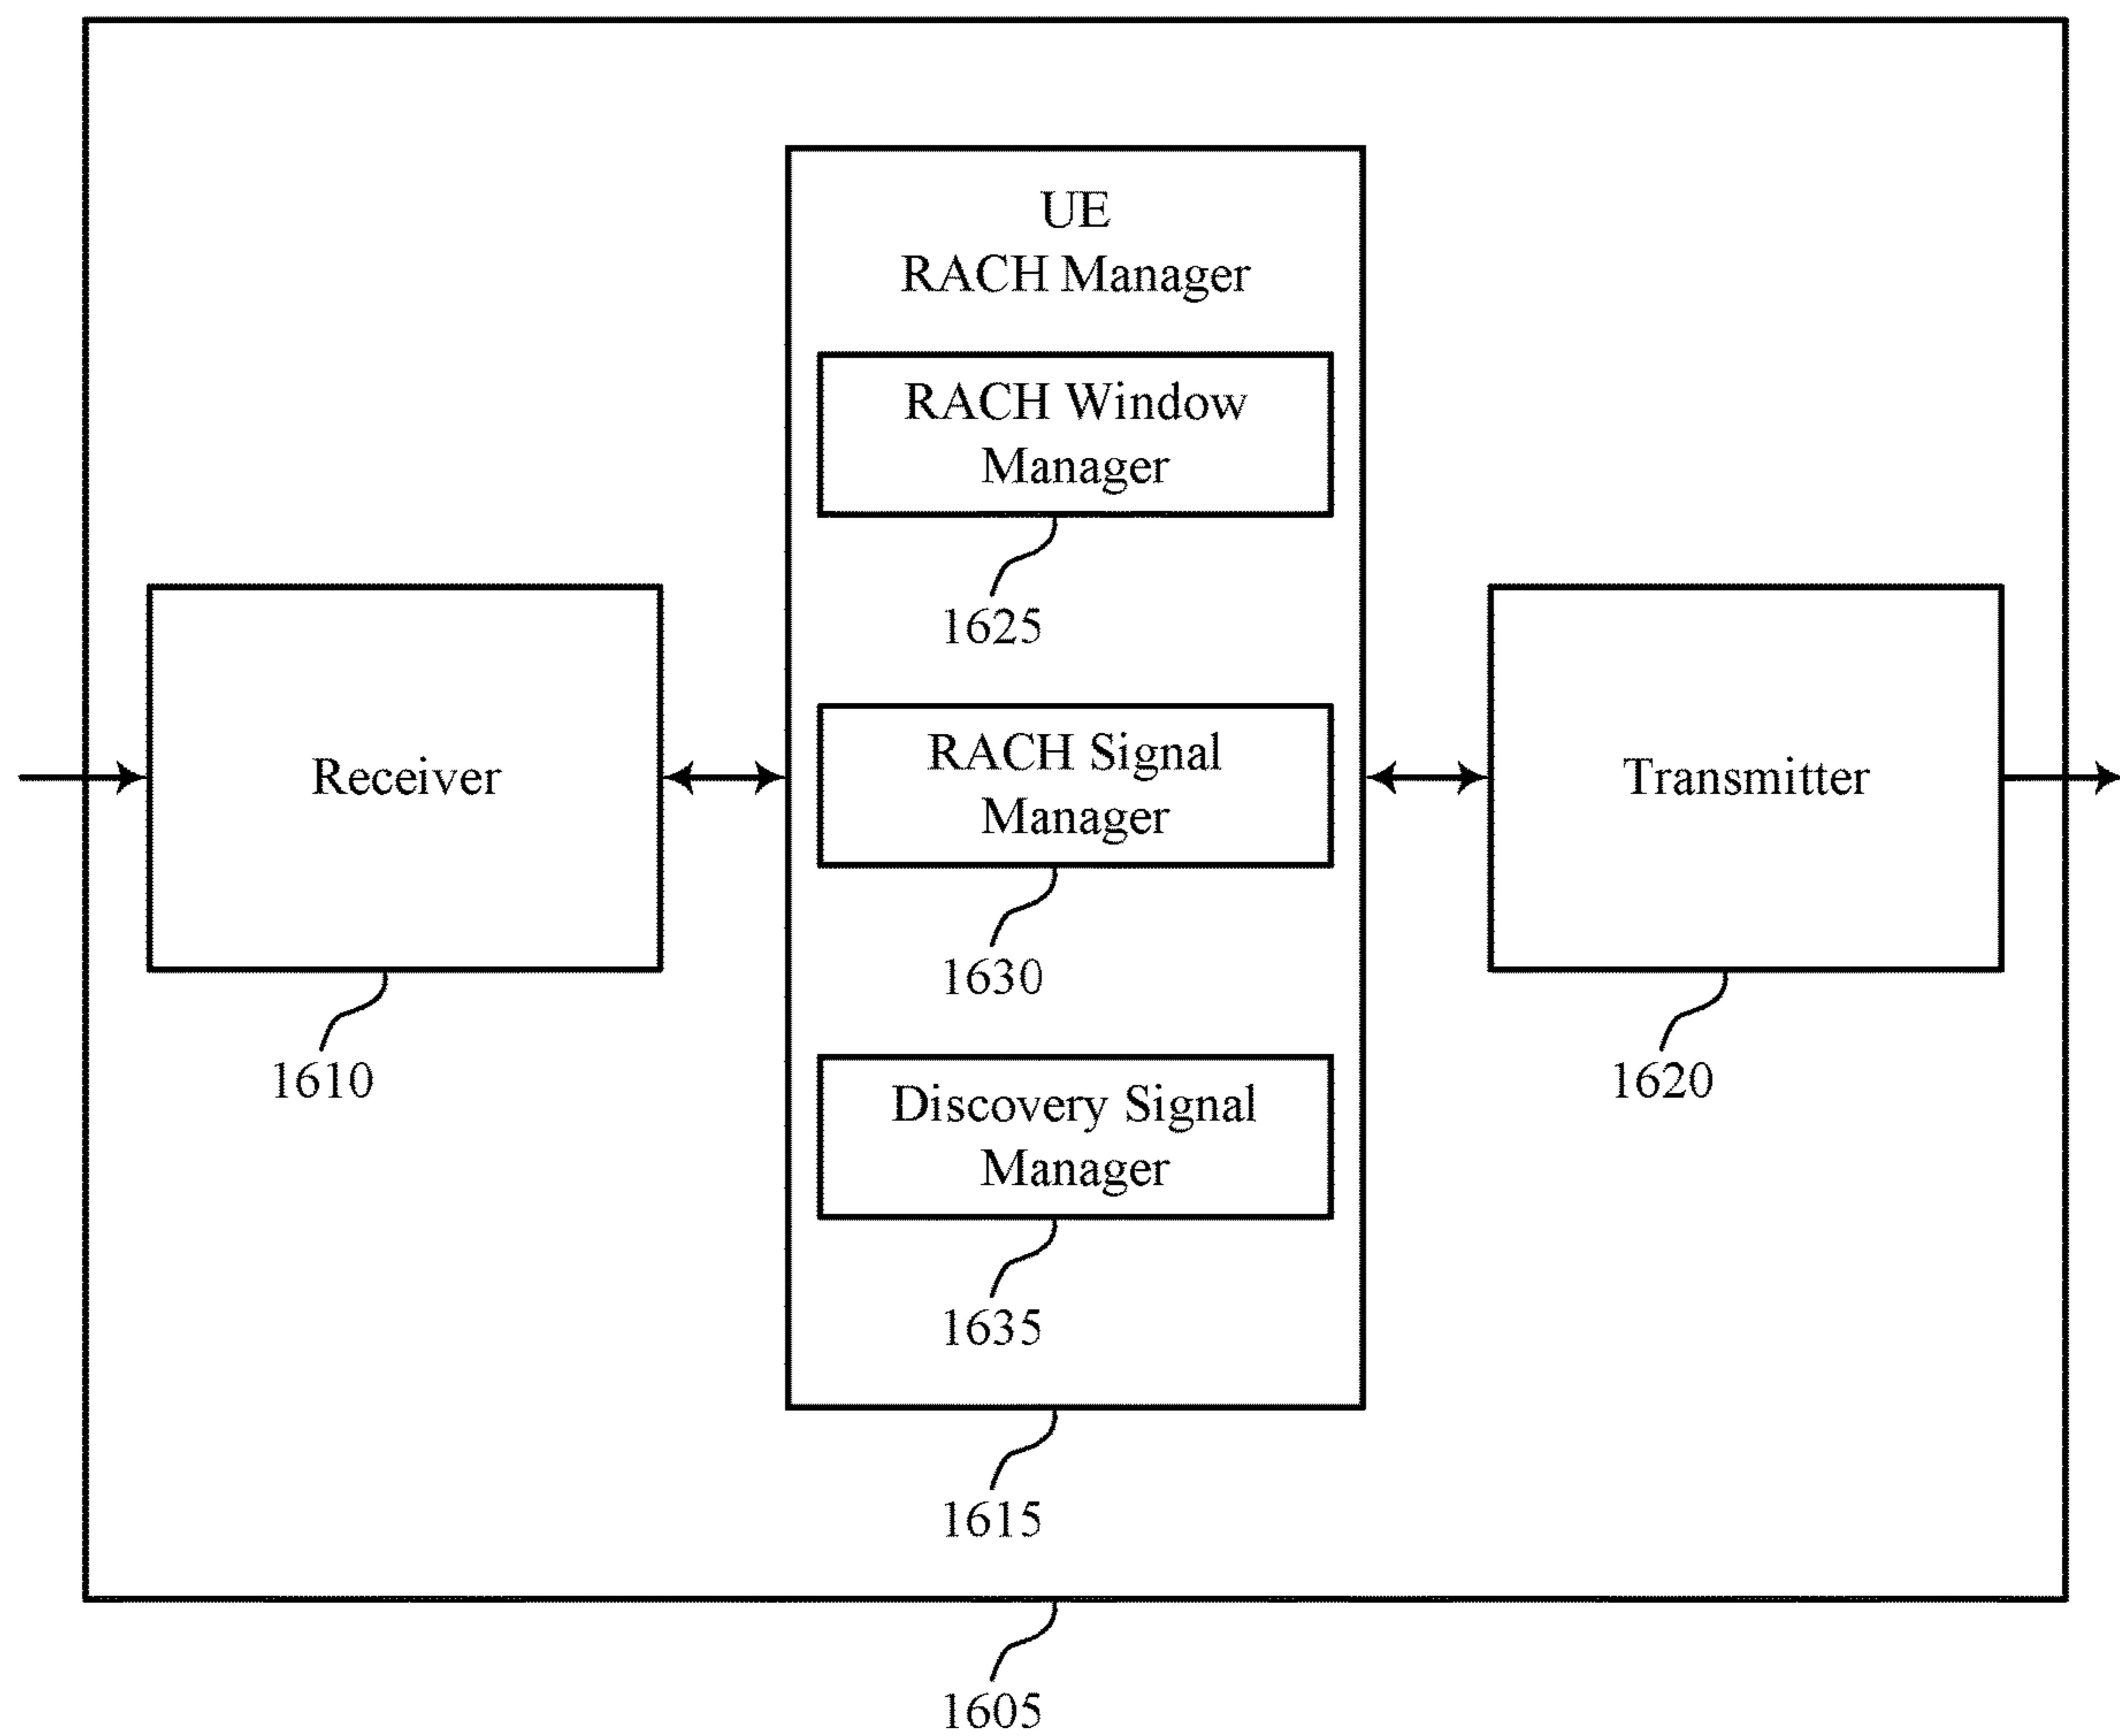 UE
RACH Manager
RACH Window
Manager
1625
Receiver
RACH Signal
Manager
Transmitter
1630
1610
1620
Discovery Signal
Manager
1635
1615
1605